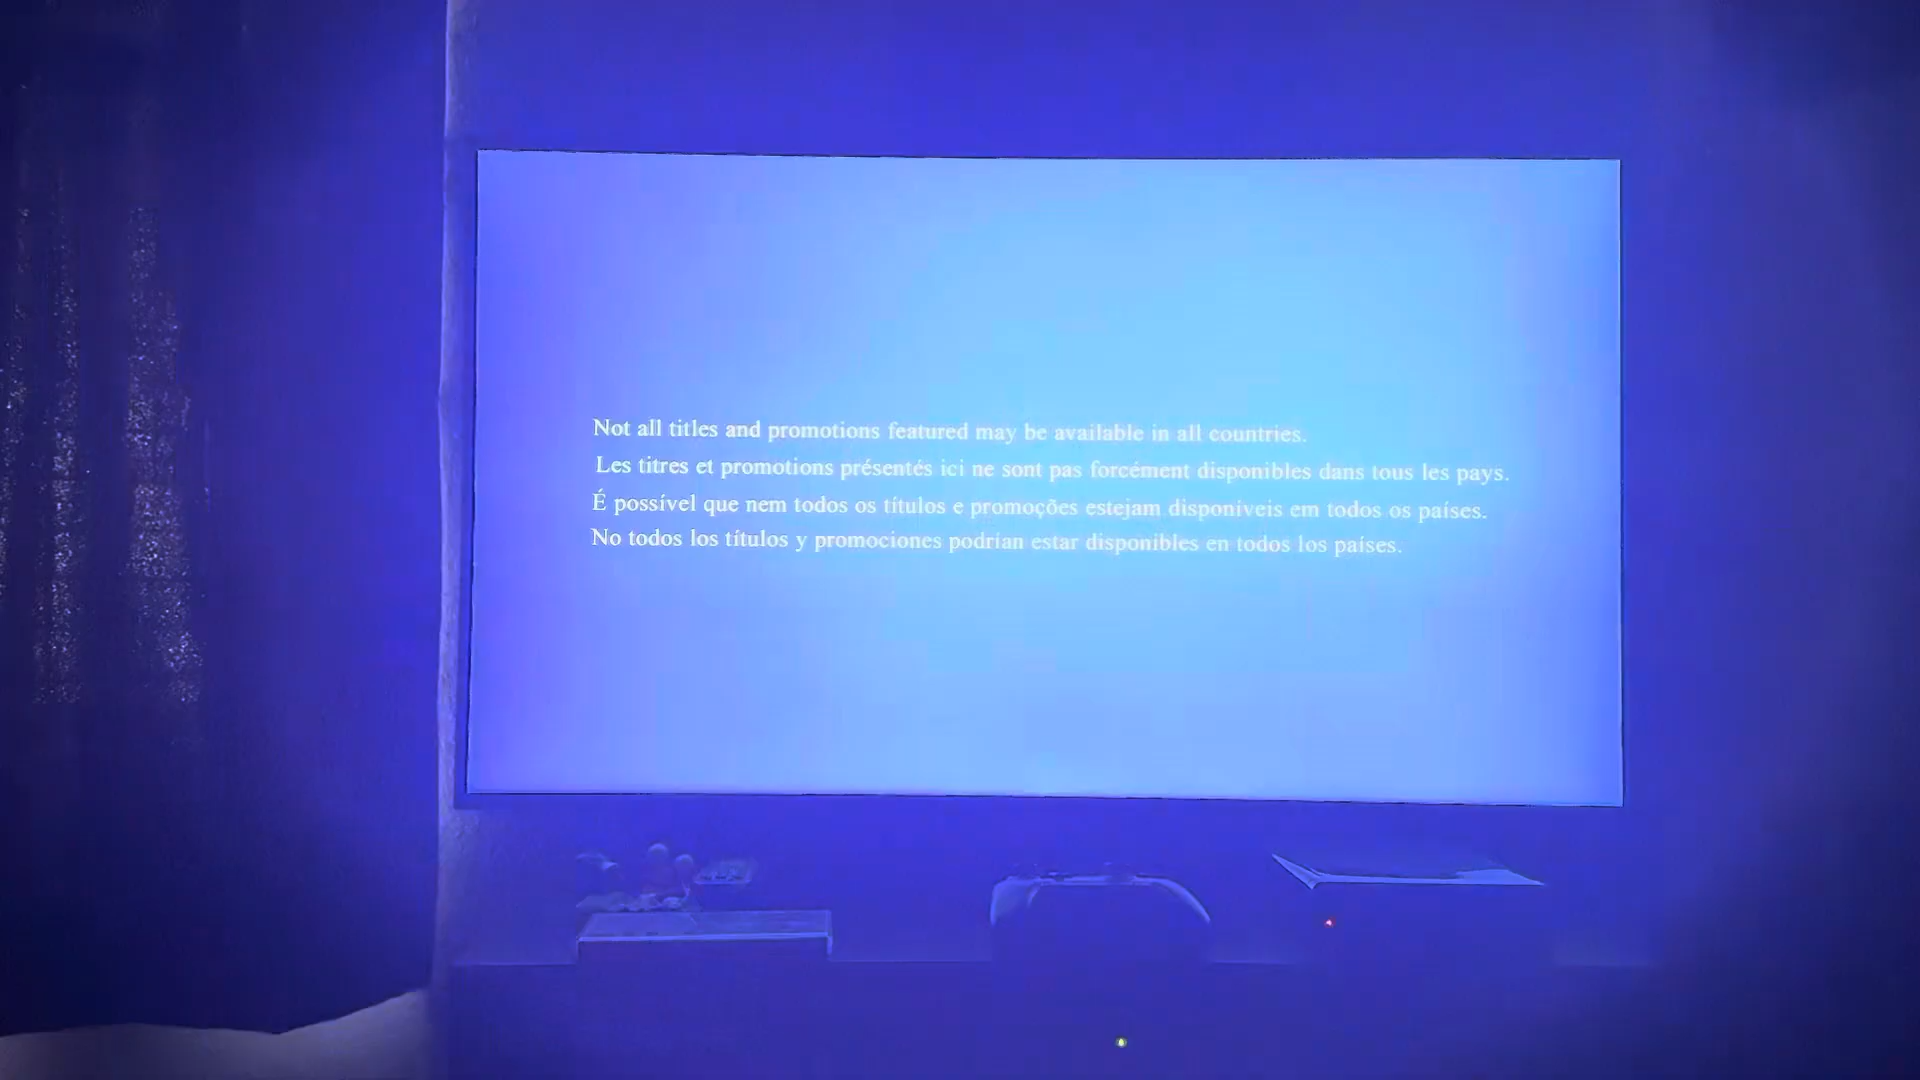 Not all titles and promotions featured may be available in all countries.
Les titres et promotions présentés ici ne sont pas forcément disponibles dans tous les pays.
É possível que nem todos os títulos e promoções estejam disponíveis em todos os países.
No todos los títulos y promociones podrían estar disponibles en todos los países.